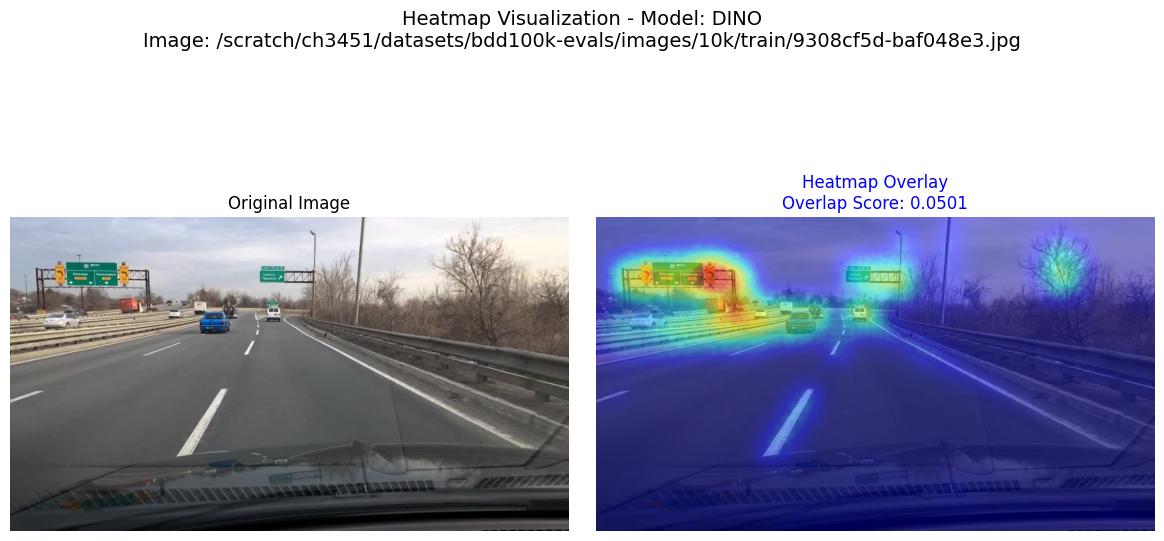 Heatmap Visualization - Model: DINO
Image: /scratch/ch3451/datasets/bdd100k-evals/images/10k/train/9308cf5d-baf048e3.jpg
Original Image
Heatmap Overlay
Overlap Score: 0.0501
WEST